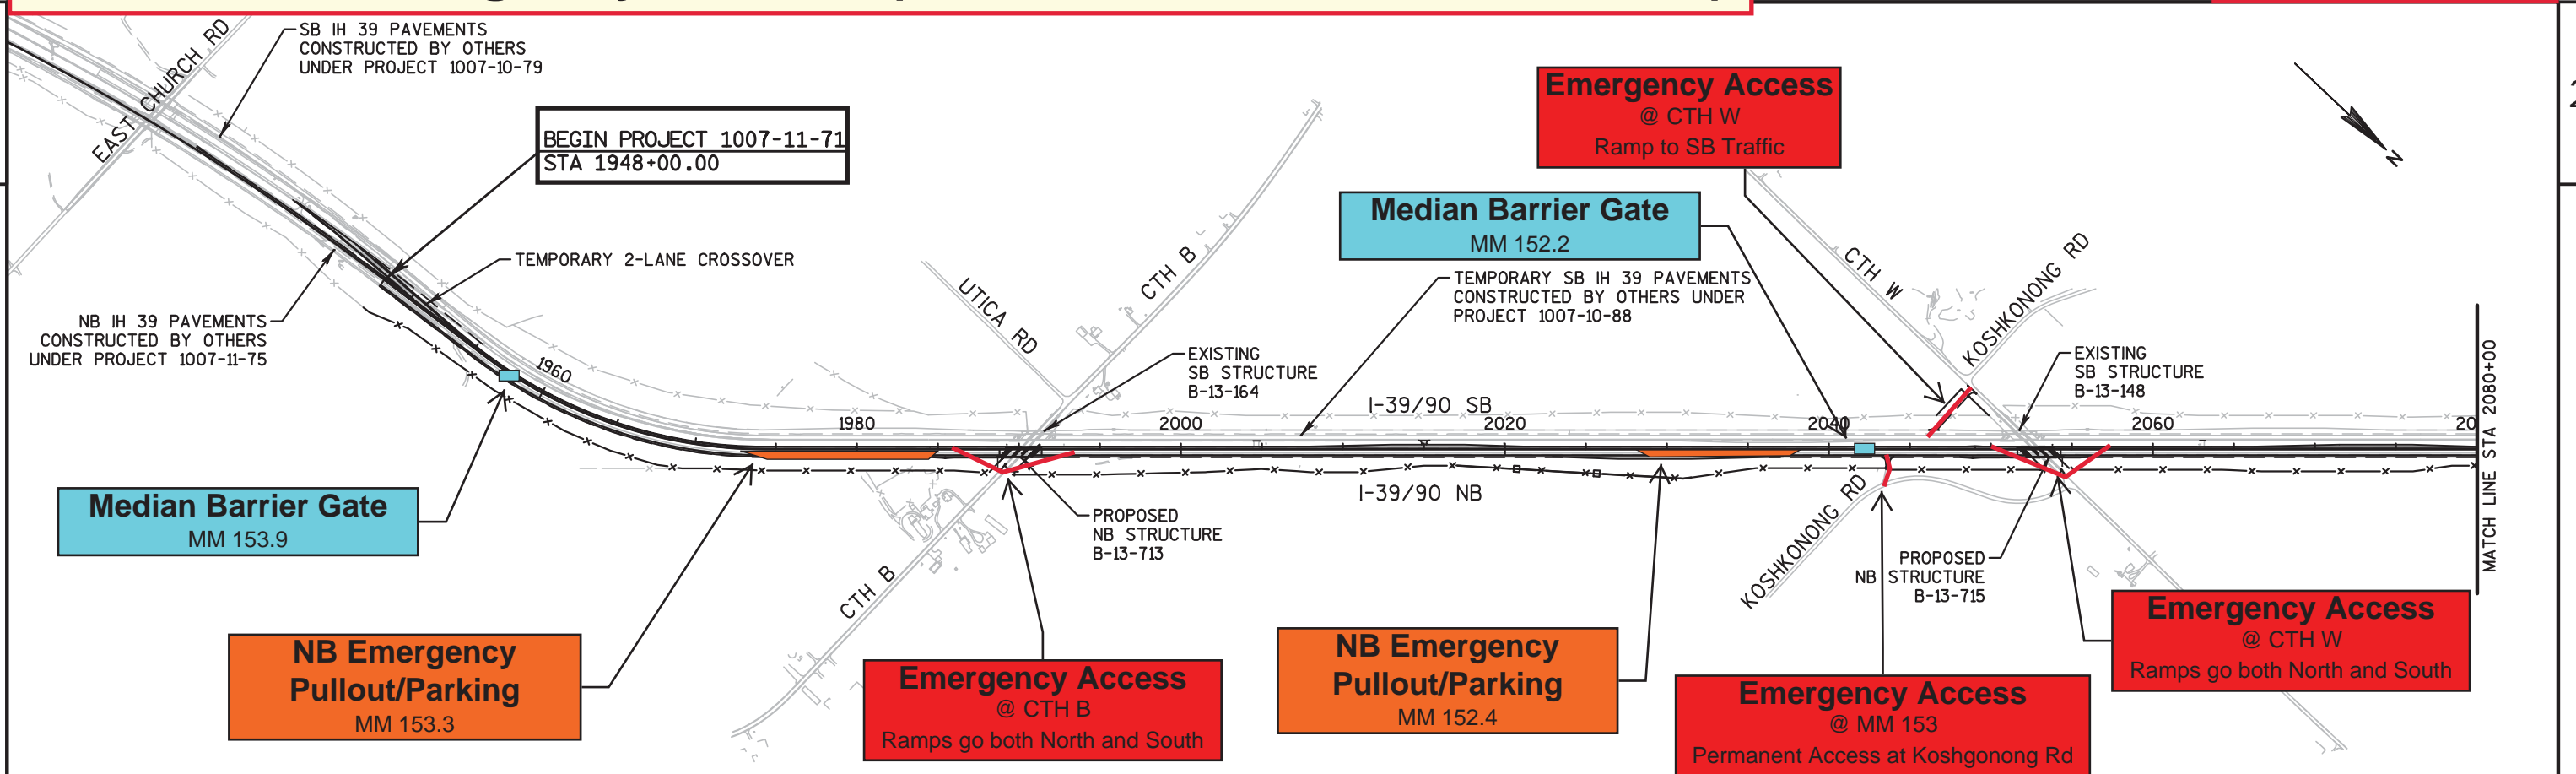 SB IH 39 PAVEMENTS
CONSTRUCTED BY OTHERS
UNDER PROJECT 1007-10-79
EAST CHURCH RD
BEGIN PROJECT 1007-11-71
STA 1948+00.00
TEMPORARY 2-LANE CROSSOVER
NB IH 39 PAVEMENTS
CONSTRUCTED BY OTHERS
UNDER PROJECT 1007-11-75
1960
Median Barrier Gate
MM 153.9
NB Emergency
Pullout/Parking
MM 153.3
1980
UTICA RD
CTH B
EXISTING
SB STRUCTURE
B-13-164
2000
PROPOSED
NB STRUCTURE
B-13-713
CTH B
Emergency Access
@ CTH B
Ramps go both North and South
Median Barrier Gate
MM 152.2
TEMPORARY SB IH 39 PAVEMENTS
CONSTRUCTED BY OTHERS UNDER
PROJECT 1007-10-88
I-39/90 SB
2020
I-39/90 NB
NB Emergency
Pullout/Parking
MM 152.4
Emergency Access
@ CTH W
Ramp to SB Traffic
CTH W
KOSHKONONG RD
2040
EXISTING
SB STRUCTURE
B-13-148
2060
20
KOSHKONONG RD
PROPOSED
NB STRUCTURE
B-13-715
Emergency Access
@ MM 153
Permanent Access at Koshgonong Rd
Emergency Access
@ CTH W
Ramps go both North and South
MATCH LINE STA 2080+00
N